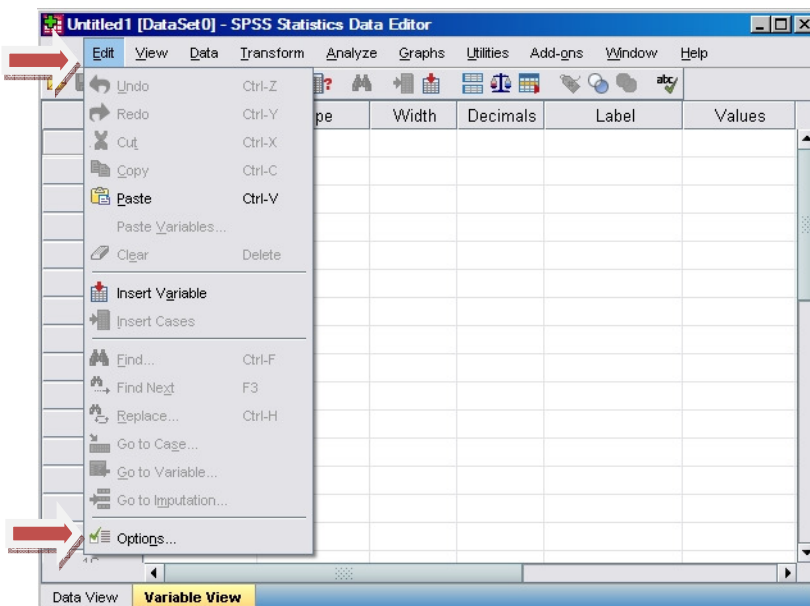 Untitled1 [DataSet0] - SPSS Statistics Data Editor
Edit View Data Transform Analyze Graphs Utilities Add-ons Window Help
Width Decimals Label Values
Undo Ctrl-Z
Redo Ctrl-Y
Cut Ctrl-X
Copy Ctrl-C
Paste Ctrl-V
Paste Variables...
Clear Delete
Insert Variable
Insert Cases
Find... Ctrl-F
Find Next F3
Replace... Ctrl-H
Go to Case...
Go to Variable...
Go to Imputation...
Options...
Data View Variable View